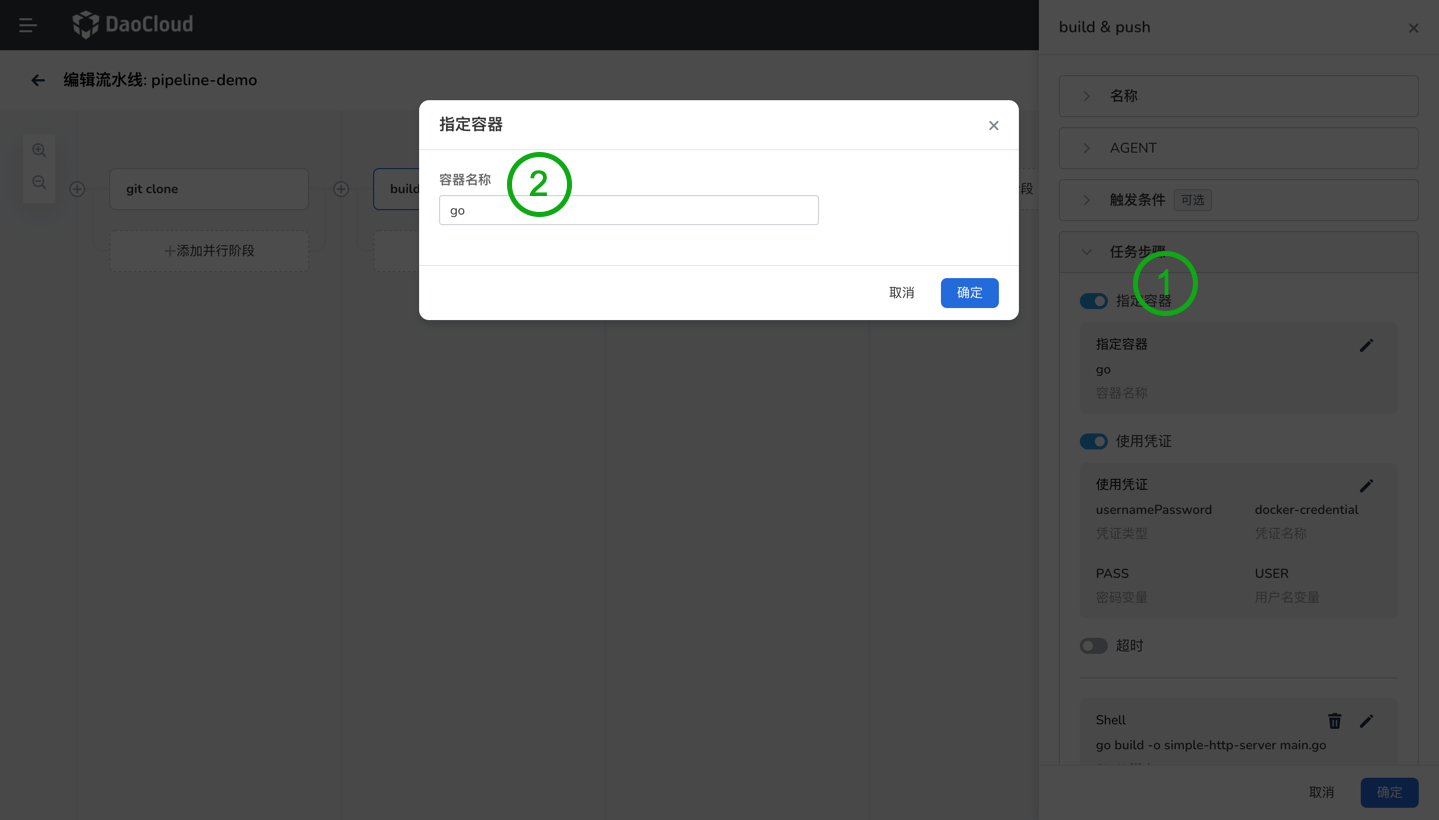 DaoCloud
编辑流水线: pipeline-demo
git clone
+添加并行阶段
build
段
指定容器
容器名称
2
go
取消
确定
build & push
名称
AGENT
触发条件 可选
任务步骤
1
指定容器
指定容器
go
容器名称
使用凭证
使用凭证
usernamePassword docker-credential
凭证类型 凭证名称
PASS USER
密码变量 用户名变量
超时
Shell
go build -o simple-http-server main.go
取消
确定